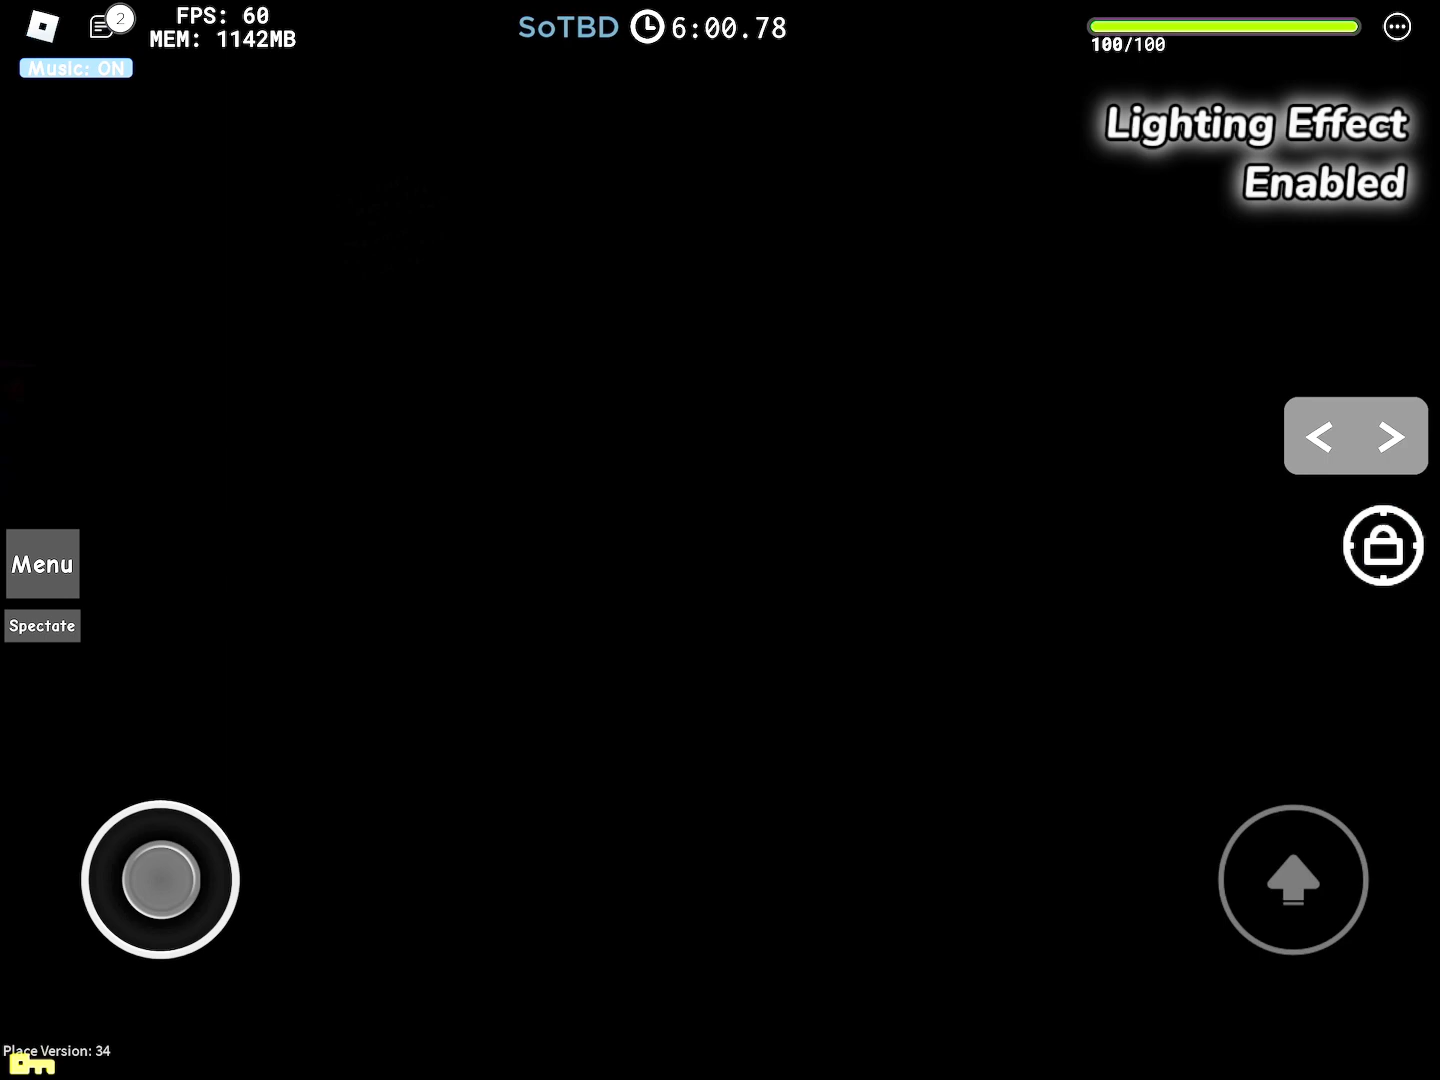 2
FPS: 60
MEM: 1142MB
Music: ON
SoTBD 6:00.78
100/100
Lighting Effect
Enabled
< >
Menu
Spectate
Place Version: 34